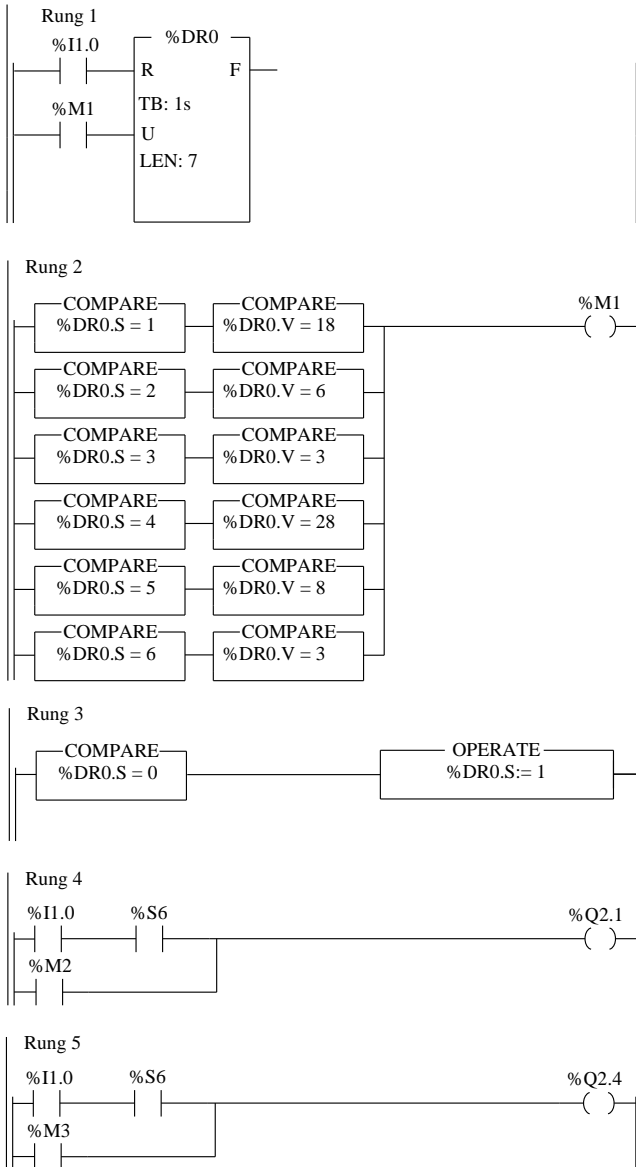 Rung 1
%I1.0
%DR0
R F
%M1
TB: 1s
U
LEN: 7
Rung 2
COMPARE COMPARE %M1
%DR0.S = 1 %DR0.V = 18
COMPARE COMPARE
%DR0.S = 2 %DR0.V = 6
COMPARE COMPARE
%DR0.S = 3 %DR0.V = 3
COMPARE COMPARE
%DR0.S = 4 %DR0.V = 28
COMPARE COMPARE
%DR0.S = 5 %DR0.V = 8
COMPARE COMPARE
%DR0.S = 6 %DR0.V = 3
Rung 3
COMPARE OPERATE
%DR0.S = 0 %DR0.S:= 1
Rung 4
%I1.0 %S6 %Q2.1
%M2
Rung 5
%I1.0 %S6 %Q2.4
%M3